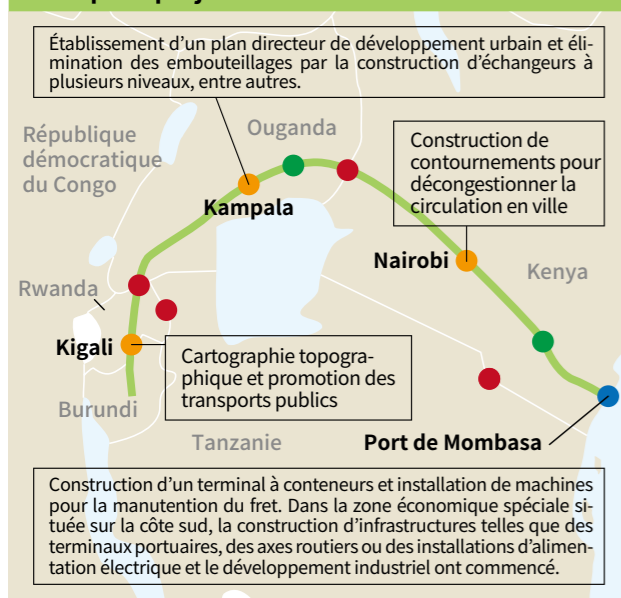 Établissement d'un plan directeur de développement urbain et éli-
mination des embouteillages par la construction d'échangeurs à
plusieurs niveaux, entre autres.
République
démocratique
du Congo
Ouganda
Construction de
contournements pour
décongestionner la
circulation en ville
Kampala
Nairobi
Kenya
Rwanda
Kigali
Cartographie topogra-
phique et promotion des
transports publics
Burundi
Tanzanie
Port de Mombasa
Construction d'un terminal à conteneurs et installation de machines
pour la manutention du fret. Dans la zone économique spéciale si-
tuée sur la côte sud, la construction d'infrastructures telles que des
terminaux portuaires, des axes routiers ou des installations d'alimen-
tation électrique et le développement industriel ont commencé.